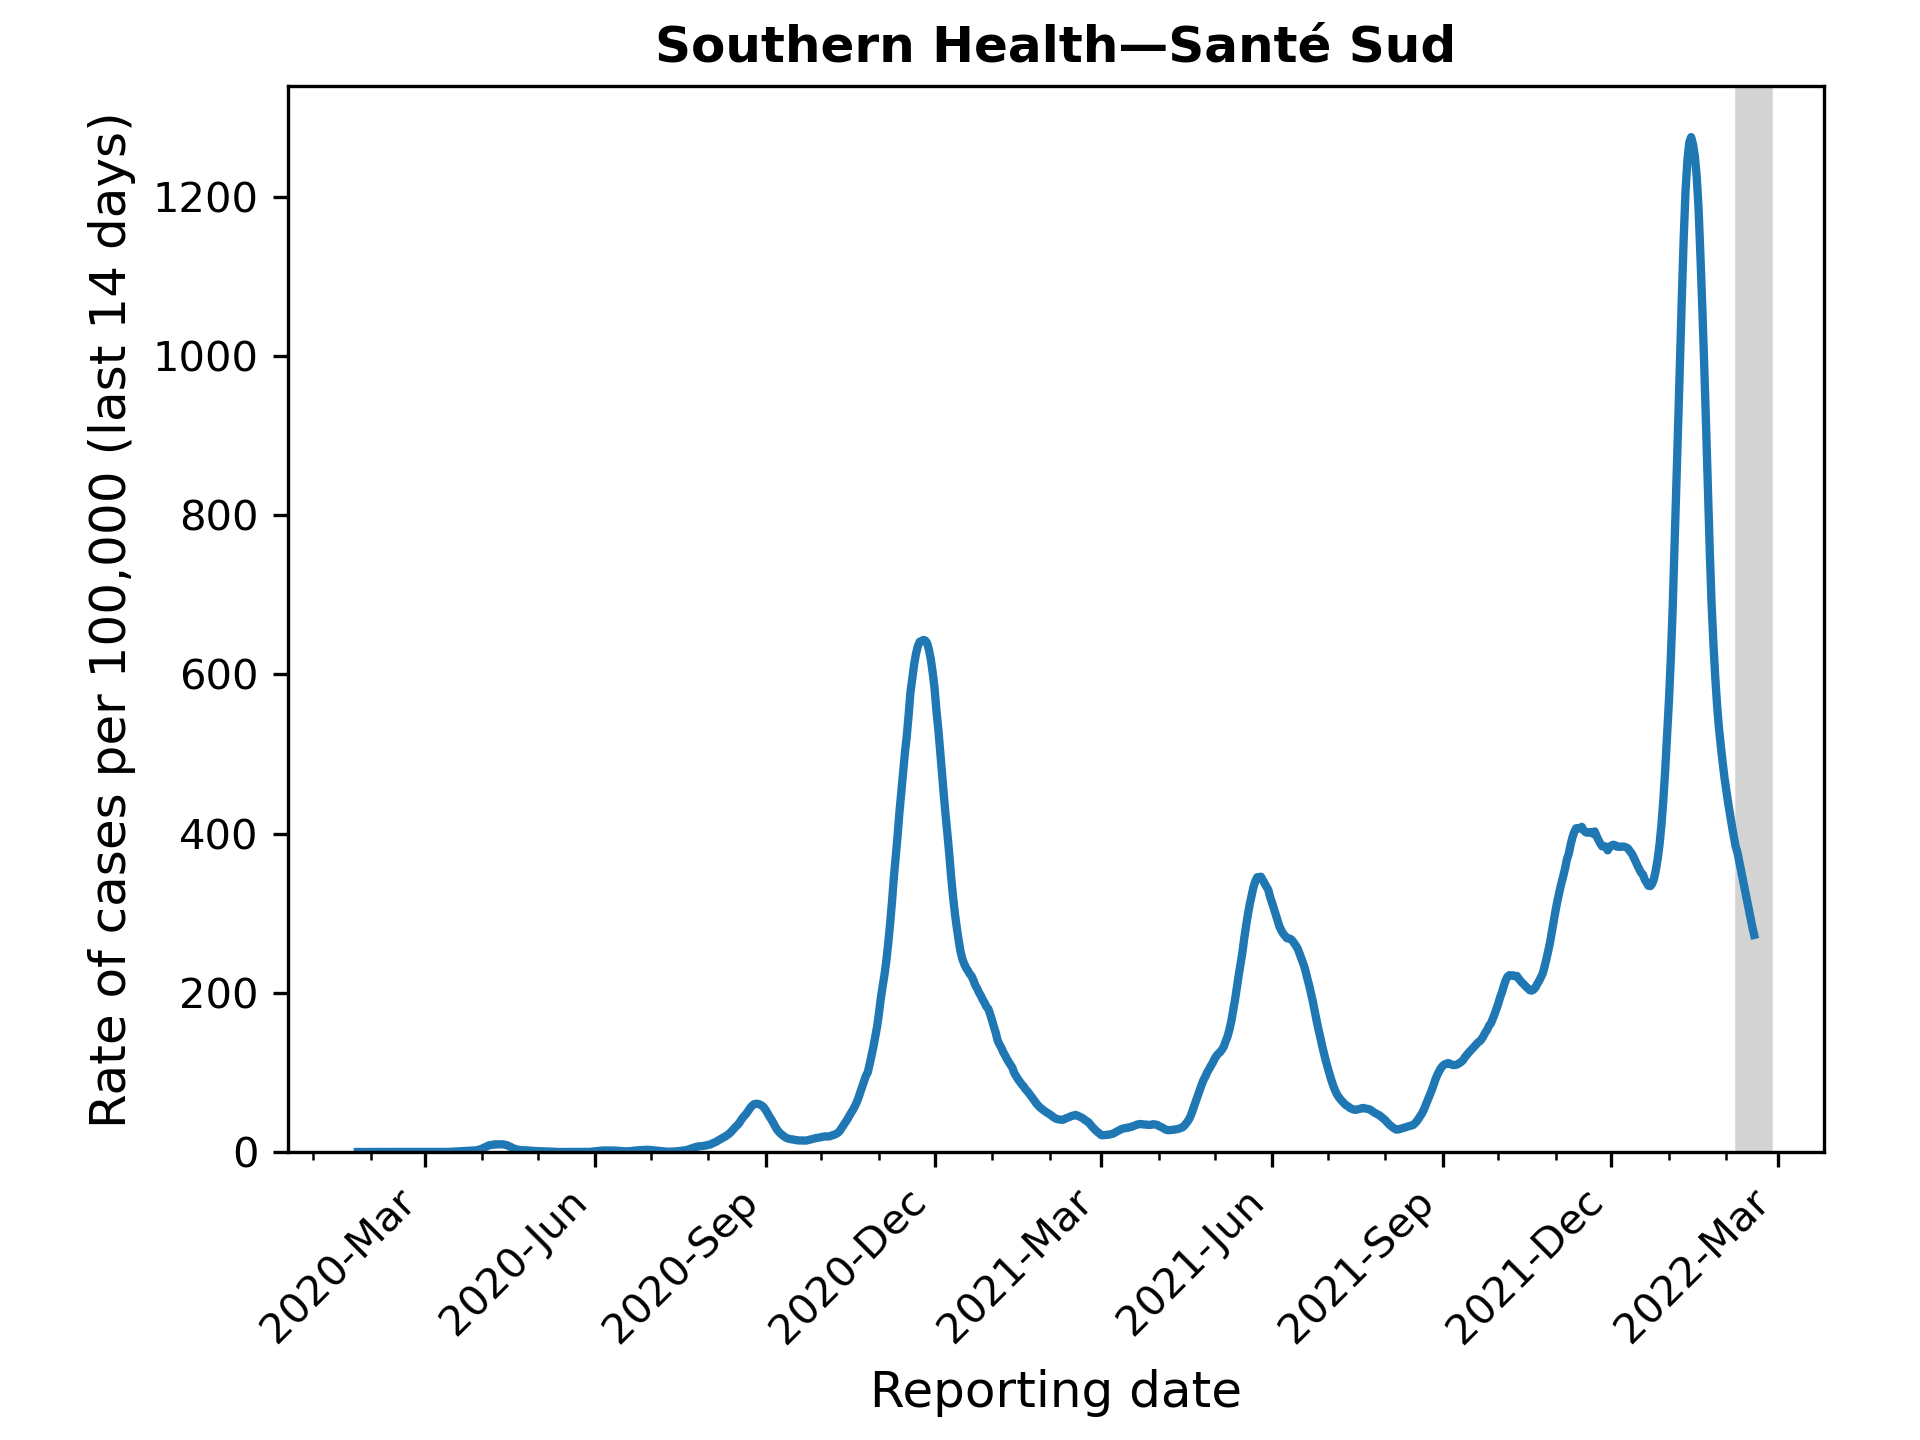 Southern Health—Santé Sud
Rate of cases per 100,000 (last 14 days)
1200
1000
800
600
400
200
0
2020-Mar
2020-Jun
2020-Sep
2020-Dec
2021-Mar
2021-Jun
2021-Sep
2021-Dec
2022-Mar
Reporting date